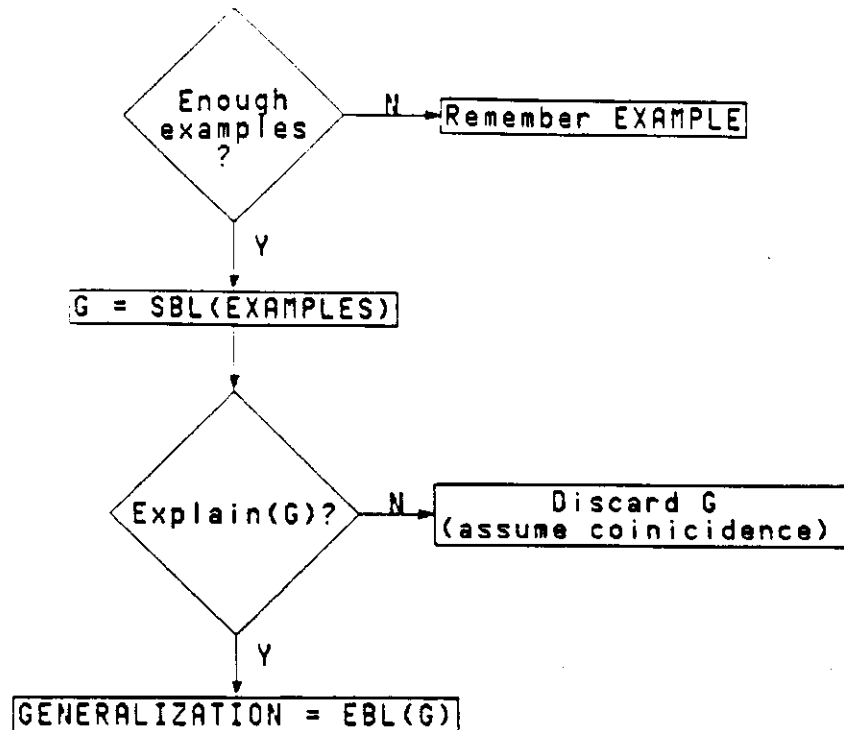 Enough
examples
?
N
Remember EXAMPLE
Y
G = SBL(EXAMPLES)
Explain(G)?
N
Discard G
(assume coinicidence)
Y
GENERALIZATION = EBL(G)